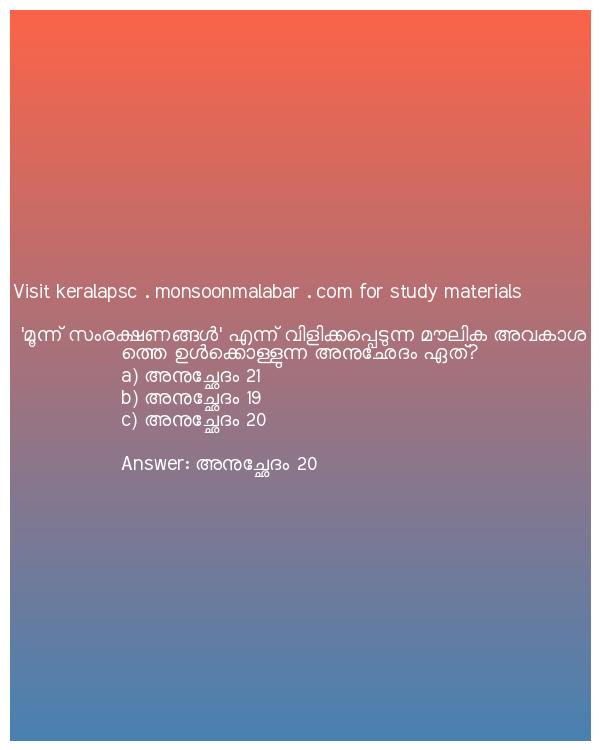 Visit keralapsc . monsoonmalabar . com for study materials
'മൂന്ന് സംരക്ഷണങ്ങൾ' എന്ന് വിളിക്കപ്പെടുന്ന മൗലിക അവകാശ
ത്തെ ഉൾക്കൊള്ളുന്ന അനുഛേദം ഏത്?
a) അനുച്ഛേദം 21
b) അനുച്ഛേദം 19
c) അനുച്ഛേദം 20
Answer: അനുച്ഛേദം 20